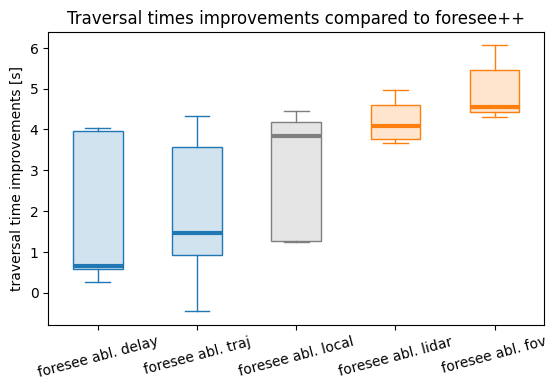 Traversal times improvements compared to foresee++
traversal time improvements [s]
6
5
4
3
2
1
0
foresee abl. delay
foresee abl. traj
foresee abl. local
foresee abl. lidar
foresee abl. fov